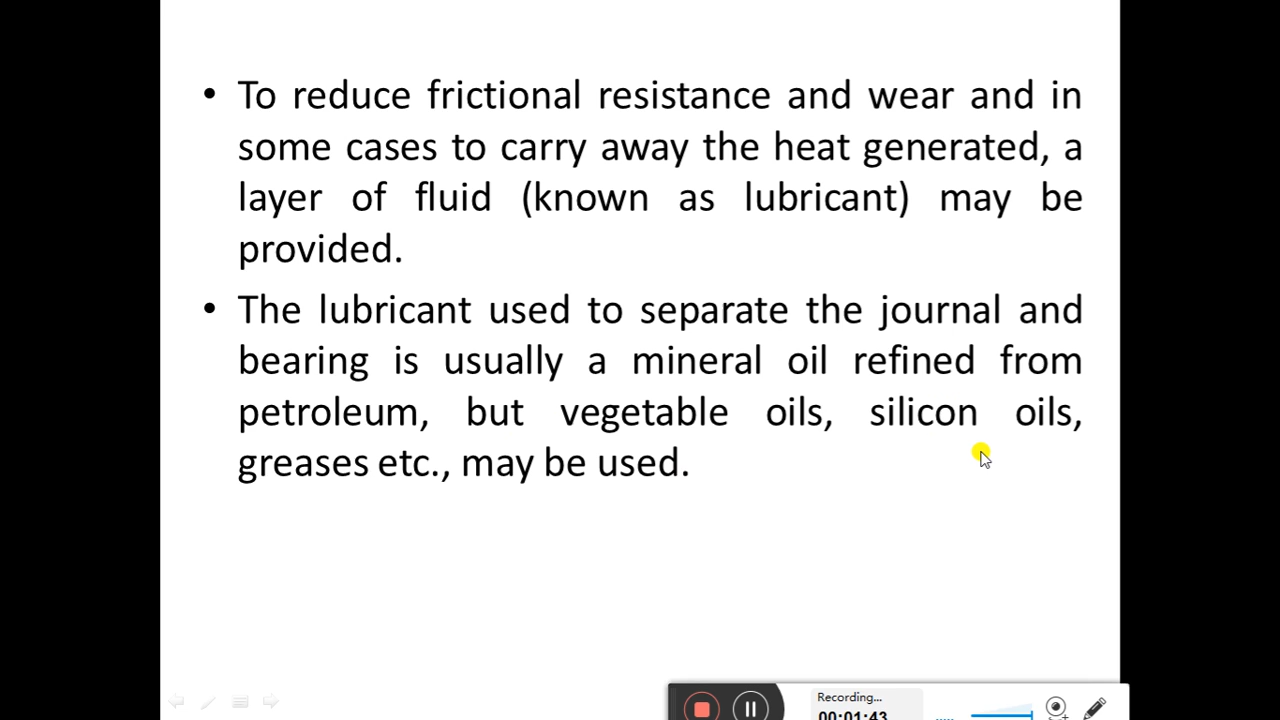 • To reduce frictional resistance and wear and in
some cases to carry away the heat generated, a
layer of fluid (known as lubricant) may be
provided.
• The lubricant used to separate the journal and
bearing is usually a mineral oil refined from
petroleum, but vegetable oils, silicon oils,
greases etc., may be used.
Recording...
00:01:43